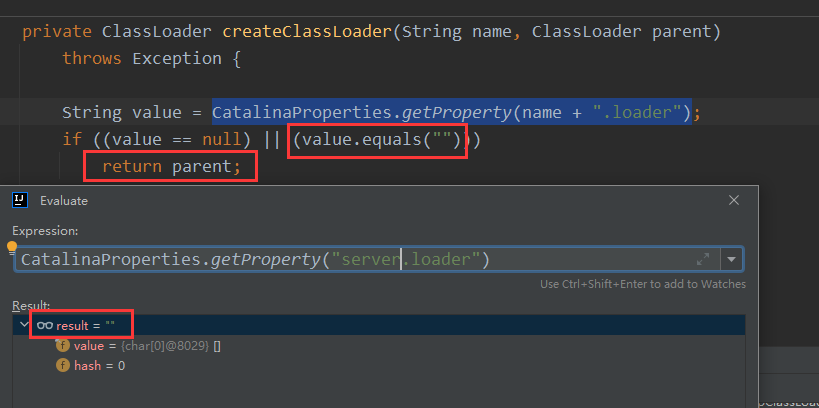 private ClassLoader createClassLoader(String name, ClassLoader parent)
throws Exception {
String value = CatalinaProperties.getProperty(name + ".loader");
if ((value == null) || (value.equals("")))
return parent;
Evaluate
Expression:
CatalinaProperties.getProperty("server.loader")
Use Ctrl+Shift+Enter to add to Watches
Result:
result = ""
value = {char[0]@8029} []
hash = 0